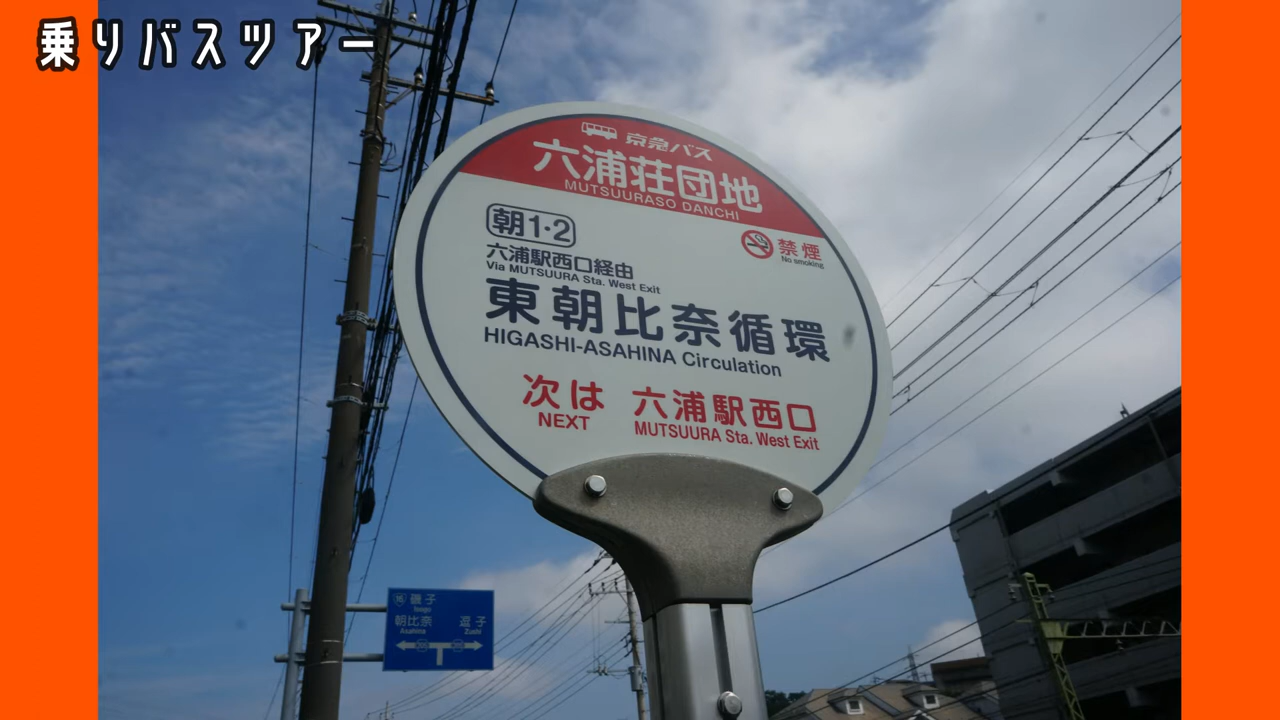 乗りバスツアー
京急バス
六浦荘団地
MUTSUURASO DANCHI
朝1・2
禁煙
No smoking
六浦駅西口経由
Via MUTSUURA Sta. West Exit
東朝比奈循環
HIGASHI-ASAHINA Circulation
次は 六浦駅西口
NEXT MUTSUURA Sta. West Exit
磯子
Isogo
朝比奈 逗子
Asahina Zushi